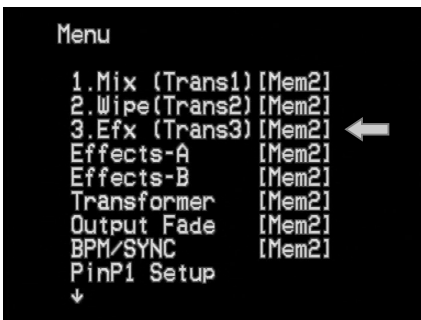 Menu
1.Mix (Trans1)[Mem2]
2.Wipe(Trans2)[Mem2]
3.Efx (Trans3)[Mem2]
Effects-A [Mem2]
Effects-B [Mem2]
Transformer [Mem2]
Output Fade [Mem2]
BPM/SYNC [Mem2]
PinP1 Setup